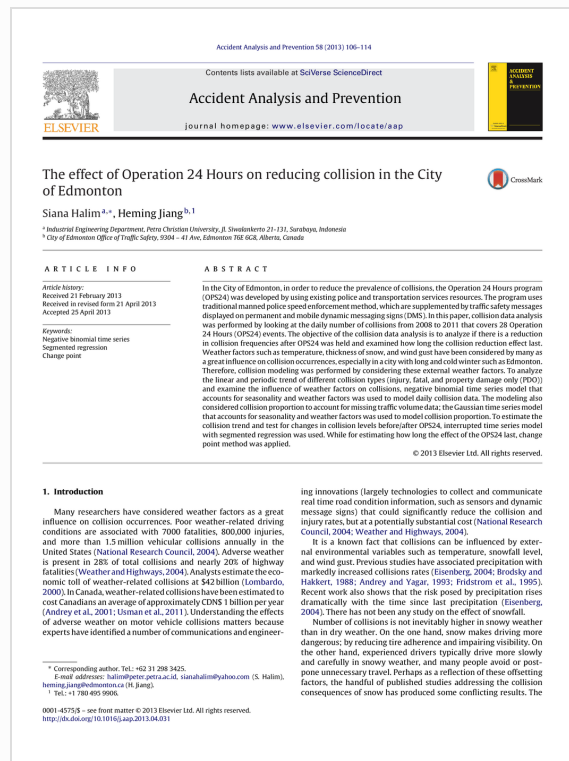 Accident Analysis and Prevention 58 (2013) 106–114
Contents lists available at SciVerse ScienceDirect
Accident Analysis and Prevention
journal homepage: www.elsevier.com/locate/aap
ELSEVIER
ACCIDENT
ANALYSIS
&
PREVENTION
The effect of Operation 24 Hours on reducing collision in the City
of Edmonton
CrossMark
Siana Halim a,∗, Heming Jiang b,1
a Industrial Engineering Department, Petra Christian University, Jl. Siwalankerto 21-131, Surabaya, Indonesia
b City of Edmonton Office of Traffic Safety, 9304 – 41 Ave, Edmonton T6E 6G8, Alberta, Canada
ARTICLE INFO
Article history:
Received 21 February 2013
Received in revised form 21 April 2013
Accepted 25 April 2013
Keywords:
Negative binomial time series
Segmented regression
Change point
ABSTRACT
In the City of Edmonton, in order to reduce the prevalence of collisions, the Operation 24 Hours program
(OPS24) was developed by using existing police and transportation services resources. The program uses
traditional manned police speed enforcement method, which are supplemented by traffic safety messages
displayed on permanent and mobile dynamic messaging signs (DMS). In this paper, collision data analysis
was performed by looking at the daily number of collisions from 2008 to 2011 that covers 28 Operation
24 Hours (OPS24) events. The objective of the collision data analysis is to analyze if there is a reduction
in collision frequencies after OPS24 was held and examined how long the collision reduction effect last.
Weather factors such as temperature, thickness of snow, and wind gust have been considered by many as
a great influence on collision occurrences, especially in a city with long and cold winter such as Edmonton.
Therefore, collision modeling was performed by considering these external weather factors. To analyze
the linear and periodic trend of different collision types (injury, fatal, and property damage only (PDO))
and examine the influence of weather factors on collisions, negative binomial time series model that
accounts for seasonality and weather factors was used to model daily collision data. The modeling also
considered collision proportion to account for missing traffic volume data; the Gaussian time series model
that accounts for seasonality and weather factors was used to model collision proportion. To estimate the
collision trend and test for changes in collision levels before/after OPS24, interrupted time series model
with segmented regression was used. While for estimating how long the effect of the OPS24 last, change
point method was applied.
© 2013 Elsevier Ltd. All rights reserved.
1. Introduction
Many researchers have considered weather factors as a great
influence on collision occurrences. Poor weather-related driving
conditions are associated with 7000 fatalities, 800,000 injuries,
and more than 1.5 million vehicular collisions annually in the
United States (National Research Council, 2004). Adverse weather
is present in 28% of total collisions and nearly 20% of highway
fatalities (Weather and Highways, 2004). Analysts estimate the eco-
nomic toll of weather-related collisions at $42 billion (Lombardo,
2000). In Canada, weather-related collisions have been estimated to
cost Canadians an average of approximately CDN$ 1 billion per year
(Andrey et al., 2001; Usman et al., 2011). Understanding the effects
of adverse weather on motor vehicle collisions matters because
experts have identified a number of communications and engineer-
ing innovations (largely technologies to collect and communicate
real time road condition information, such as sensors and dynamic
message signs) that could significantly reduce the collision and
injury rates, but at a potentially substantial cost (National Research
Council, 2004; Weather and Highways, 2004).
It is a known fact that collisions can be influenced by exter-
nal environmental variables such as temperature, snowfall level,
and wind gust. Previous studies have associated precipitation with
markedly increased collisions rates (Eisenberg, 2004; Brodsky and
Hakkert, 1988; Andrey and Yagar, 1993; Fridstrom et al., 1995).
Recent work also shows that the risk posed by precipitation rises
dramatically with the time since last precipitation (Eisenberg,
2004). There has not been any study on the effect of snowfall.
Number of collisions is not inevitably higher in snowy weather
than in dry weather. On the one hand, snow makes driving more
dangerous; by reducing tire adherence and impairing visibility. On
the other hand, experienced drivers typically drive more slowly
and carefully in snowy weather, and many people avoid or post-
pone unnecessary travel. Perhaps as a reflection of these offsetting
factors, the handful of published studies addressing the collision
consequences of snow has produced some conflicting results. The
∗ Corresponding author. Tel.: +62 31 298 3425.
E-mail addresses: halim@peter.petra.ac.id, sianahalim@yahoo.com (S. Halim),
heming.jiang@edmonton.ca (H. Jiang).
1 Tel.: +1 780 495 9906.
0001-4575/$ – see front matter © 2013 Elsevier Ltd. All rights reserved.
http://dx.doi.org/10.1016/j.aap.2013.04.031